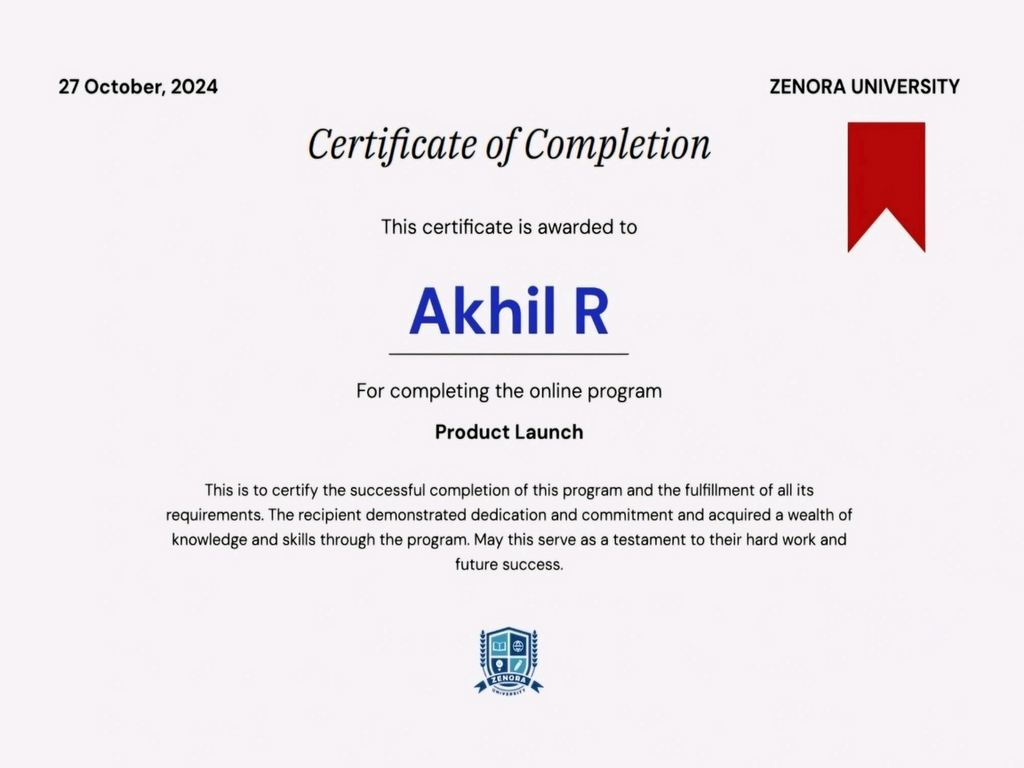 27 October, 2024
ZENORA UNIVERSITY
Certificate of Completion
This certificate is awarded to
Akhil R
For completing the online program
Product Launch
This is to certify the successful completion of this program and the fulfillment of all its
requirements. The recipient demonstrated dedication and commitment and acquired a wealth of
knowledge and skills through the program. May this serve as a testament to their hard work and
future success.
ZENORA
UNIVERSITY